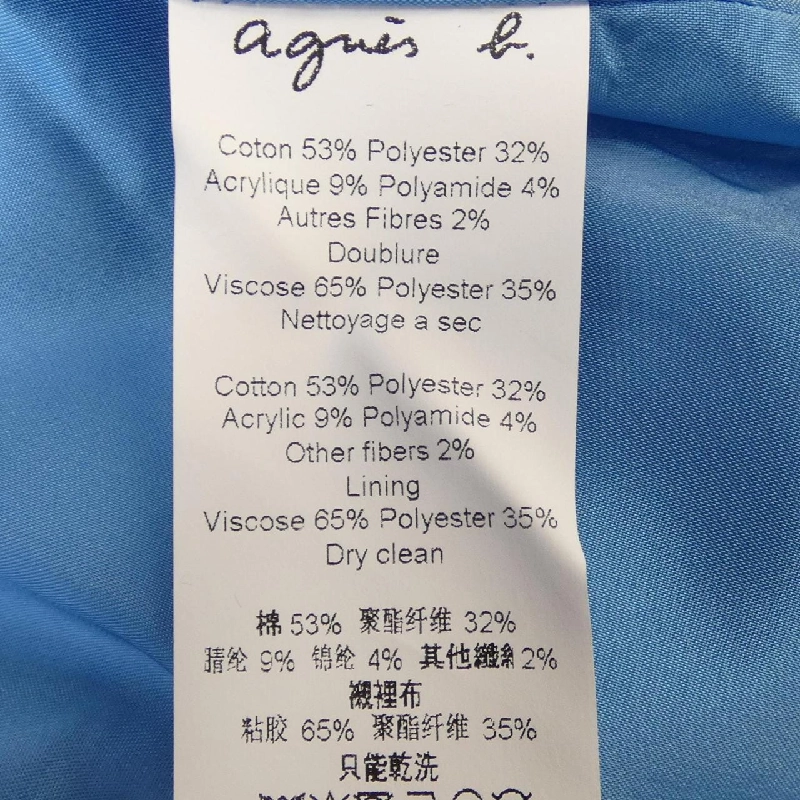 agnès b.
Coton 53% Polyester 32%
Acrylique 9% Polyamide 4%
Autres Fibres 2%
Doublure
Viscose 65% Polyester 35%
Nettoyage a sec
Cotton 53% Polyester 32%
Acrylic 9% Polyamide 4%
Other fibers 2%
Lining
Viscose 65% Polyester 35%
Dry clean
棉 53% 聚酯纤维 32%
腈纶 9% 锦纶 4% 其他纖維 2%
襯裡布
粘胶 65% 聚酯纤维 35%
只能乾洗